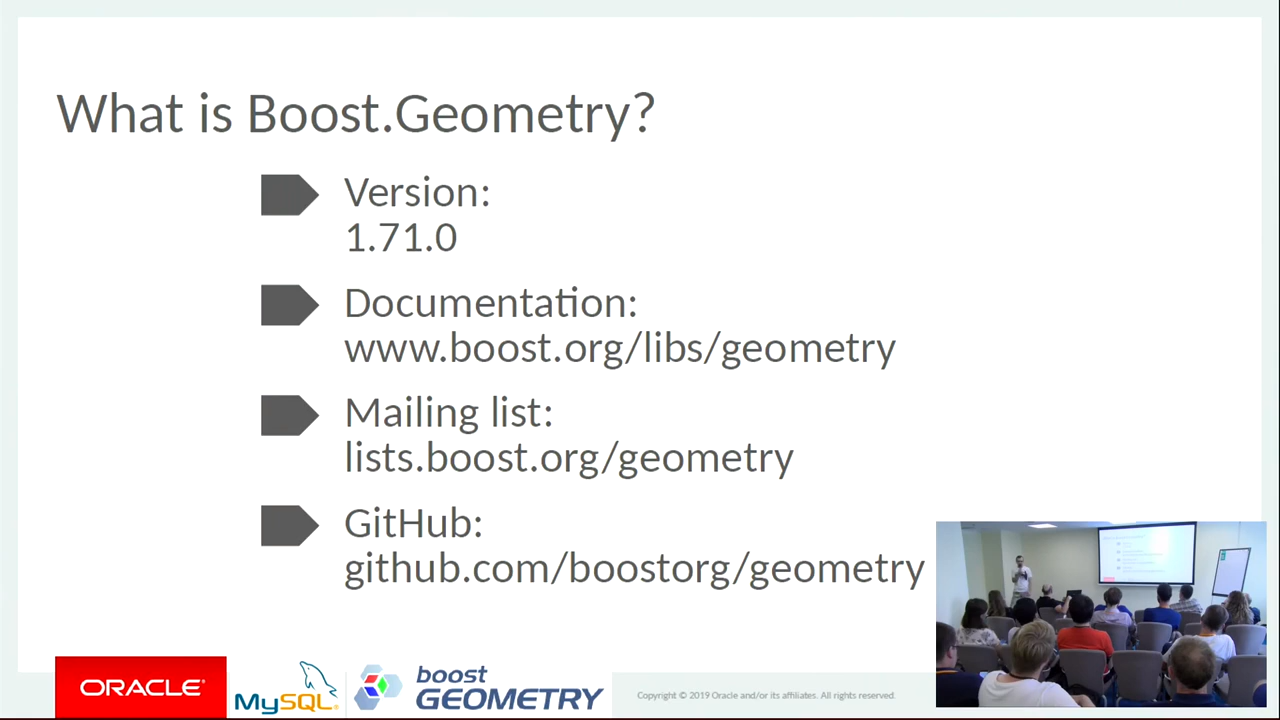 What is Boost.Geometry?
Version:
1.71.0
Documentation:
www.boost.org/libs/geometry
Mailing list:
lists.boost.org/geometry
GitHub:
github.com/boostorg/geometry
ORACLE®
MySQL®
boost
GEOMETRY
Copyright © 2019 Oracle and/or its affiliates. All rights reserved.